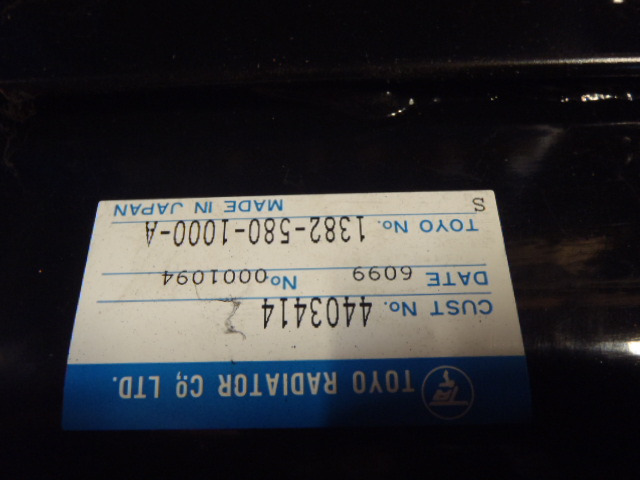 TOYO RADIATOR CO., LTD.
CUST No. 4403414
DATE 6099 No 0001094
TOYO No. 1382-580-1000-A
S MADE IN JAPAN